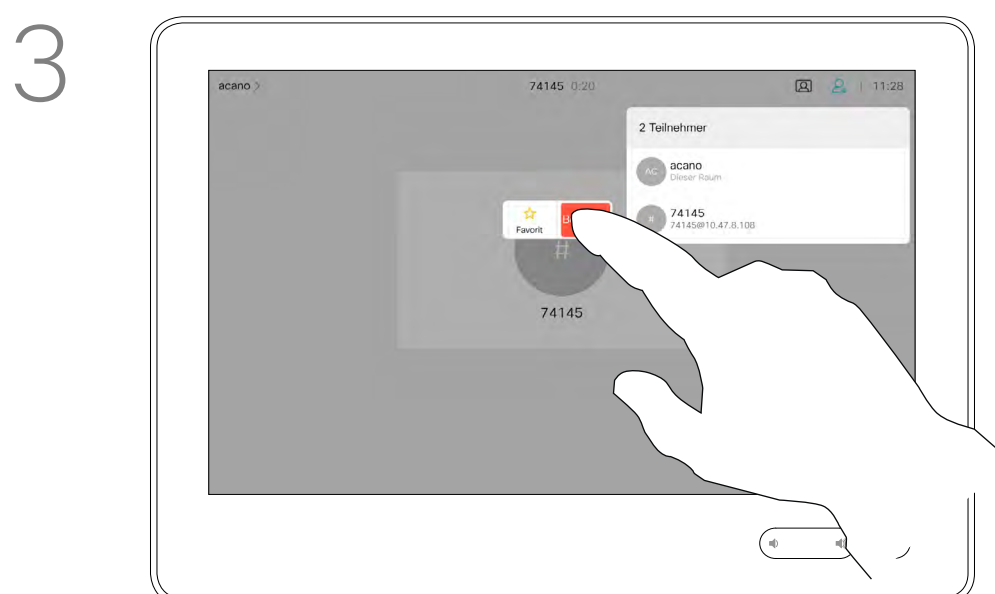 3
acano
74145 0:20
11:28
2 Teilnehmer
AC
acano
Dieser Raum
#
74145
74145@10.47.8.108
Favorit
#
74145